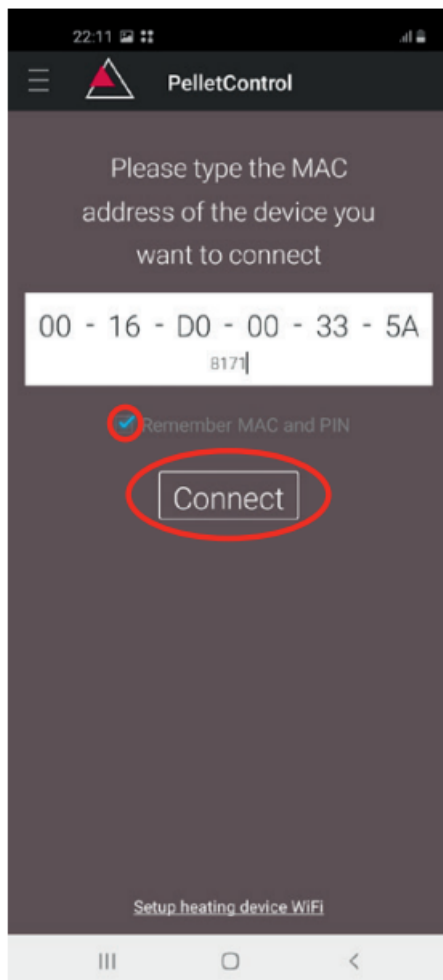 22:11
PelletControl
Please type the MAC
address of the device you
want to connect
00 - 16 - D0 - 00 - 33 - 5A
8171
Remember MAC and PIN
Connect
Setup heating device WiFi